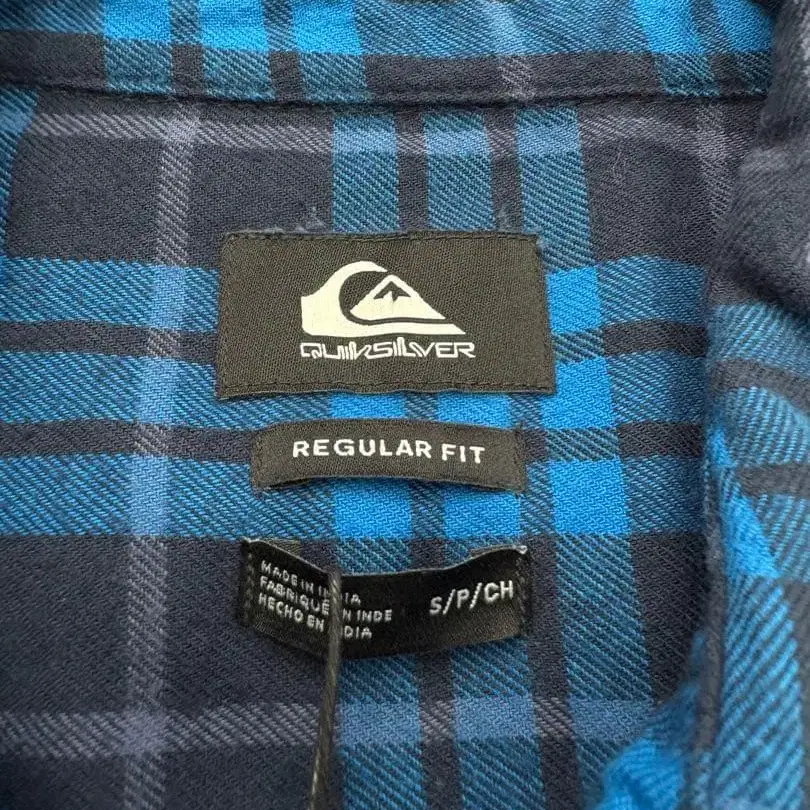 QUIKSILVER
REGULAR FIT
MADE IN INDIA
FABRIQUÉ EN INDE
HECHO EN INDIA
S/P/CH